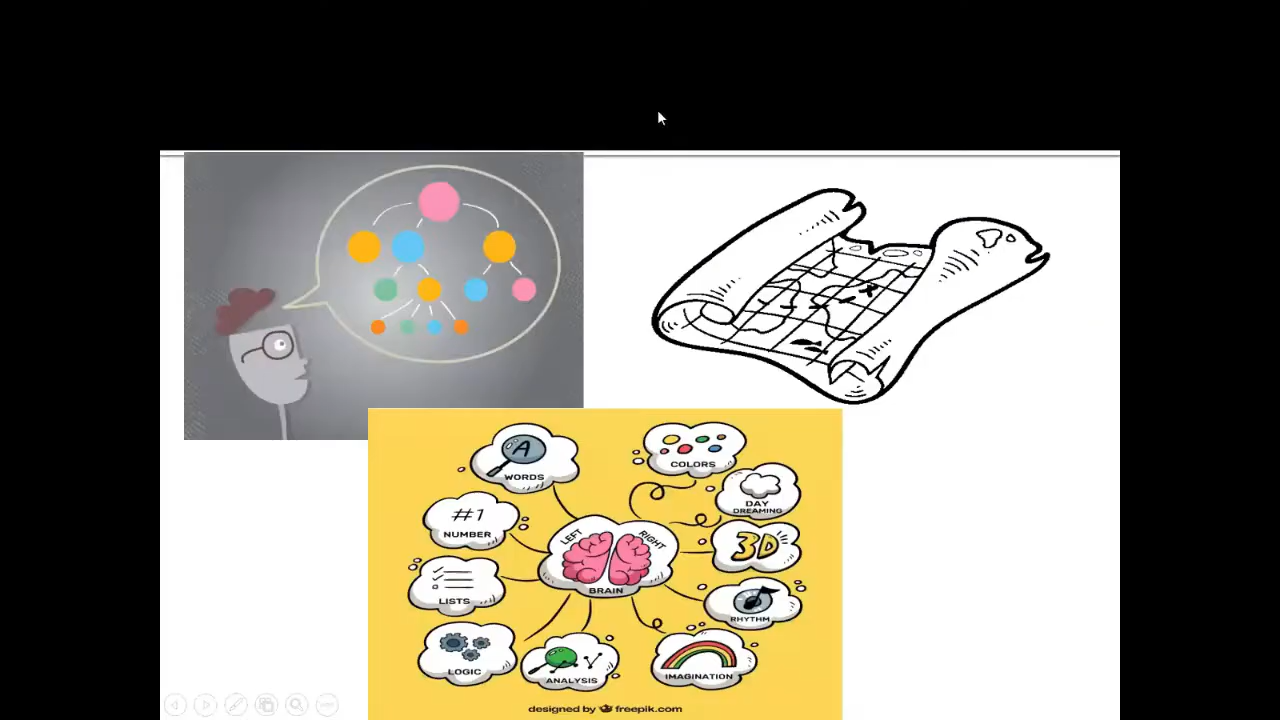 A
WORDS
COLORS
DAY
DREAMING
#1
NUMBER
3D
LEFT
RIGHT
BRAIN
LISTS
RHYTHM
LOGIC
ANALYSIS
IMAGINATION
designed by freepik.com